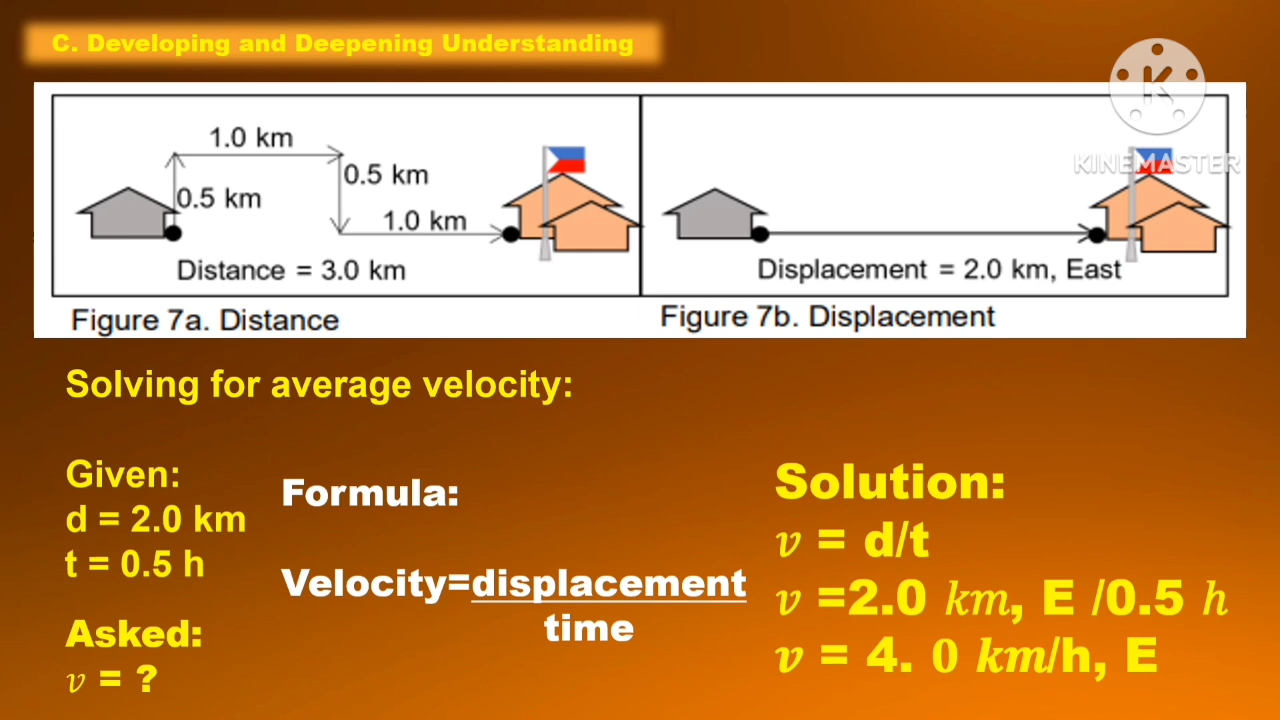 C. Developing and Deepening Understanding
K
KINEMASTER
1.0 km
0.5 km
0.5 km
1.0 km
Distance = 3.0 km
Displacement = 2.0 km, East
Figure 7a. Distance
Figure 7b. Displacement
Solving for average velocity:
Given:
d = 2.0 km
t = 0.5 h
Asked:
v = ?
Formula:
Velocity=displacement
time
Solution:
v = d/t
v =2.0 km, E /0.5 h
v = 4. 0 km/h, E